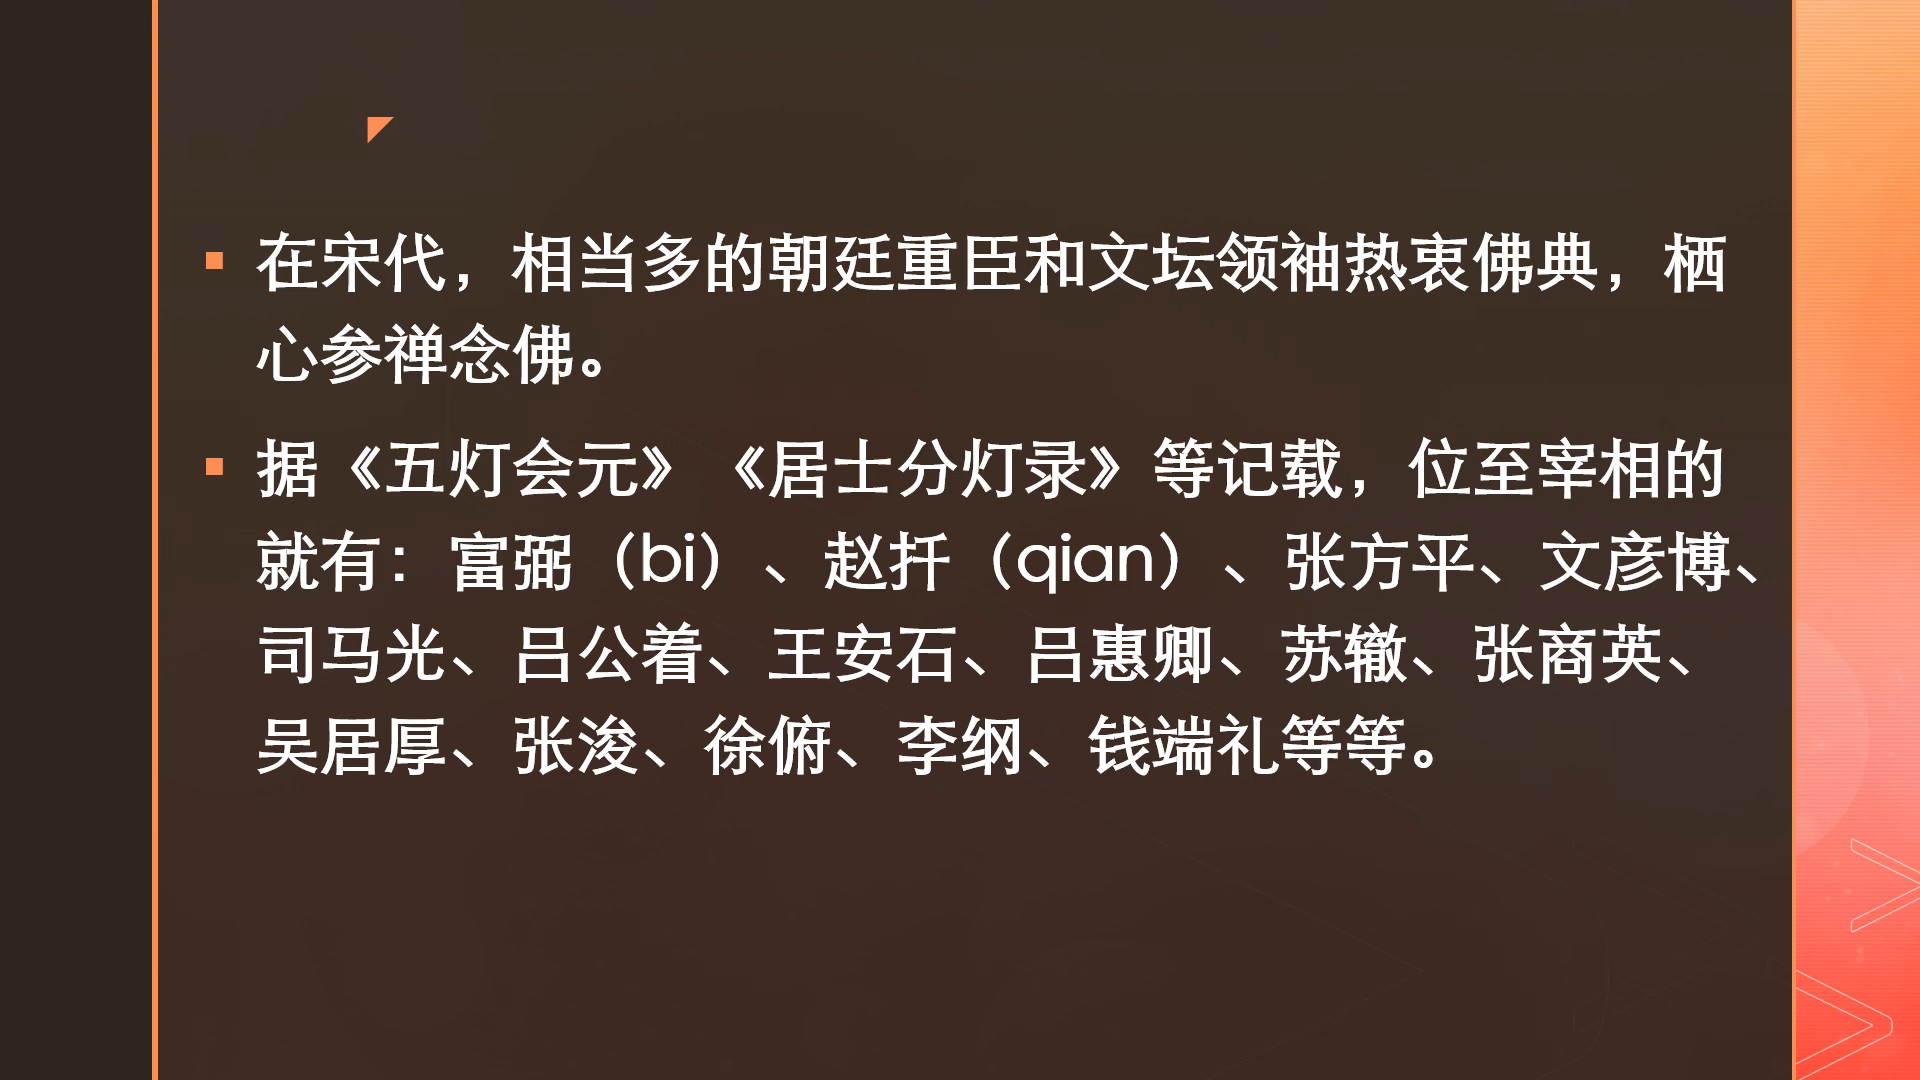 在宋代，相当多的朝廷重臣和文坛领袖热衷佛典，栖
心参禅念佛。
据《五灯会元》《居士分灯录》等记载，位至宰相的
就有：富弼（bi）、赵扦（qian）、张方平、文彦博、
司马光、吕公着、王安石、吕惠卿、苏辙、张商英、
吴居厚、张浚、徐俯、李纲、钱端礼等等。